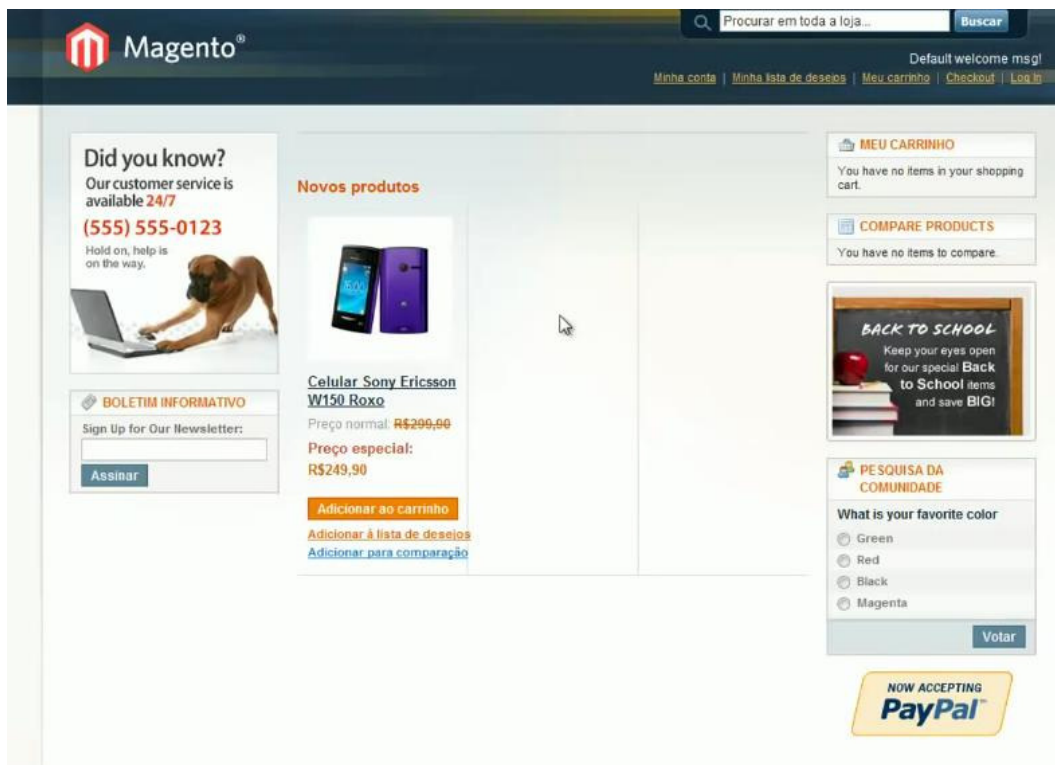 Magento®
Procurar em toda a loja...
Buscar
Default welcome msg!
Minha conta | Minha lista de desejos | Meu carrinho | Checkout | Log In
Did you know?
Our customer service is
available 24/7
(555) 555-0123
Hold on, help is
on the way.
BOLETIM INFORMATIVO
Sign Up for Our Newsletter:
Assinar
Novos produtos
15:00
Celular Sony Ericsson
W150 Roxo
Preço normal: R$299,90
Preço especial:
R$249,90
Adicionar ao carrinho
Adicionar à lista de desejos
Adicionar para comparação
MEU CARRINHO
You have no items in your shopping
cart.
COMPARE PRODUCTS
You have no items to compare.
BACK TO SCHOOL
Keep your eyes open
for our special Back
to School items
and save BIG!
PESQUISA DA
COMUNIDADE
What is your favorite color
Green
Red
Black
Magenta
Votar
NOW ACCEPTING
PayPal™